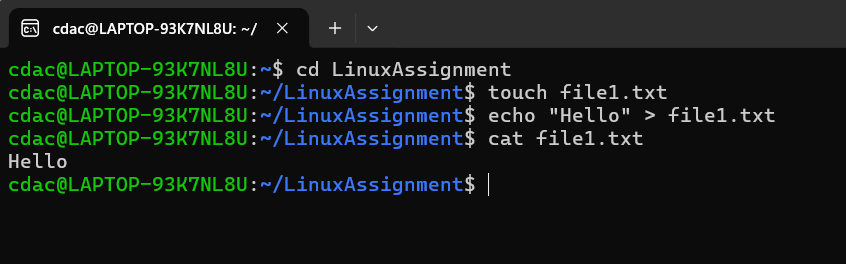 cdac@LAPTOP-93K7NL8U: ~/
cdac@LAPTOP-93K7NL8U:~$ cd LinuxAssignment
cdac@LAPTOP-93K7NL8U:~/LinuxAssignment$ touch file1.txt
cdac@LAPTOP-93K7NL8U:~/LinuxAssignment$ echo "Hello" > file1.txt
cdac@LAPTOP-93K7NL8U:~/LinuxAssignment$ cat file1.txt
Hello
cdac@LAPTOP-93K7NL8U:~/LinuxAssignment$